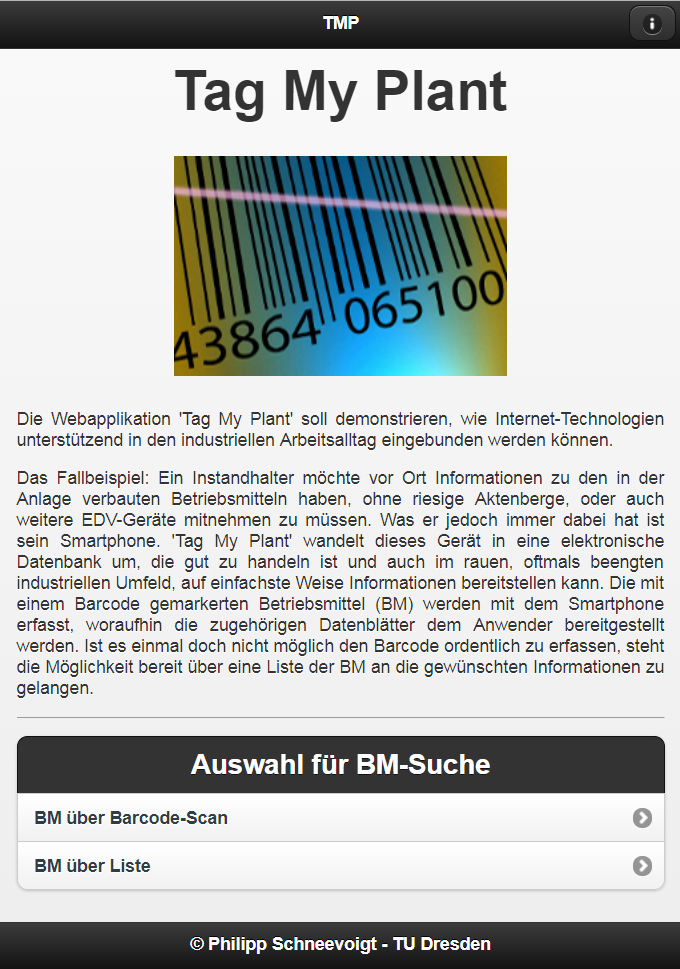 TMP
Tag My Plant
43864 065100
Die Webapplikation 'Tag My Plant' soll demonstrieren, wie Internet-Technologien
unterstützend in den industriellen Arbeitsalltag eingebunden werden können.
Das Fallbeispiel: Ein Instandhalter möchte vor Ort Informationen zu den in der
Anlage verbauten Betriebsmitteln haben, ohne riesige Aktenberge, oder auch
weitere EDV-Geräte mitnehmen zu müssen. Was er jedoch immer dabei hat ist
sein Smartphone. 'Tag My Plant' wandelt dieses Gerät in eine elektronische
Datenbank um, die gut zu handeln ist und auch im rauen, oftmals beengten
industriellen Umfeld, auf einfachste Weise Informationen bereitstellen kann. Die mit
einem Barcode gemarkerten Betriebsmittel (BM) werden mit dem Smartphone
erfasst, woraufhin die zugehörigen Datenblätter dem Anwender bereitgestellt
werden. Ist es einmal doch nicht möglich den Barcode ordentlich zu erfassen, steht
die Möglichkeit bereit über eine Liste der BM an die gewünschten Informationen zu
gelangen.
Auswahl für BM-Suche
BM über Barcode-Scan
BM über Liste
© Philipp Schneevoigt - TU Dresden